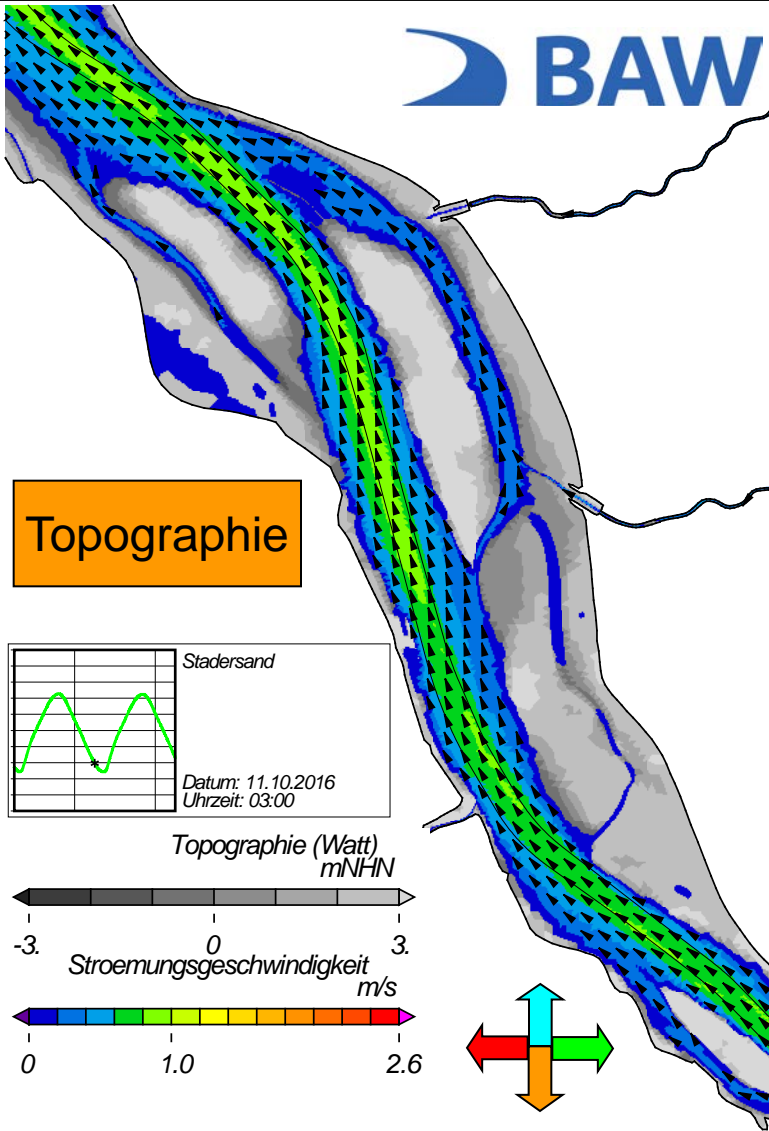 BAW
Topographie
Stadersand
Datum: 11.10.2016
Uhrzeit: 03:00
Topographie (Watt)
mNHN
-3. 0 3.
Stroemungsgeschwindigkeit
m/s
0 1.0 2.6